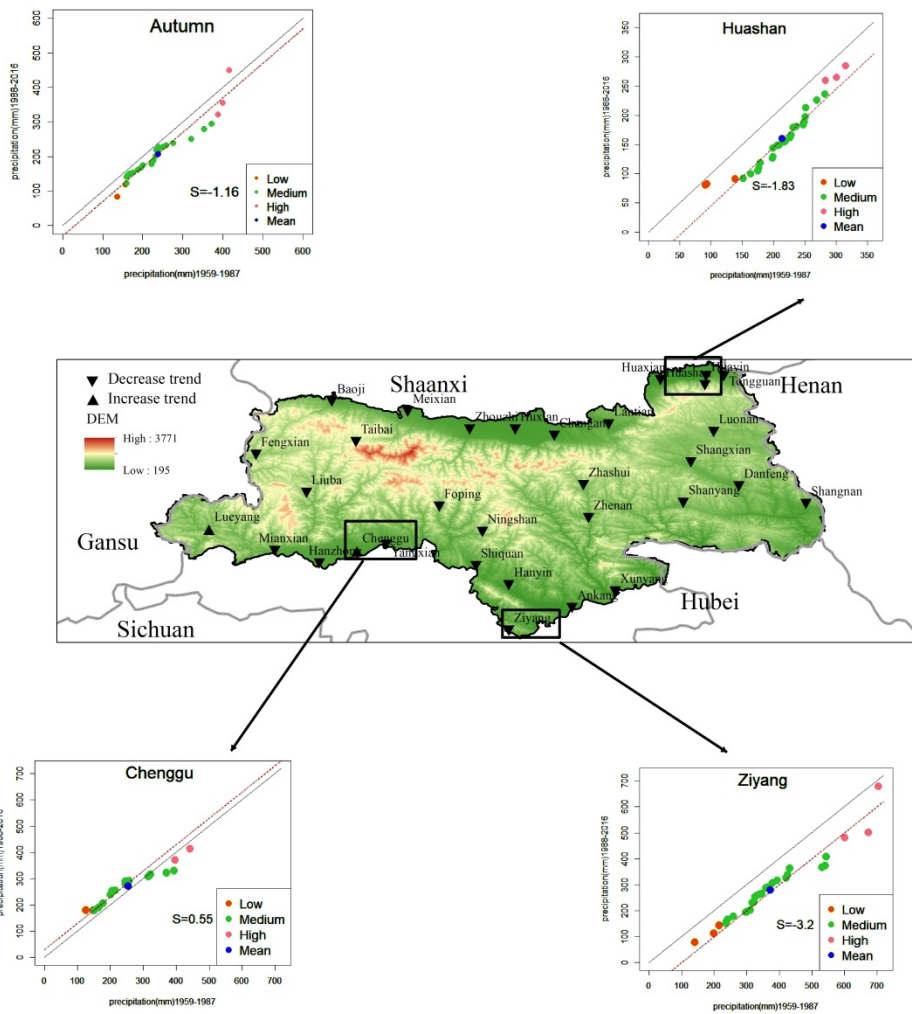 Autumn
precipitation(mm)1988-2016
600
500
400
300
200
100
0
S=-1.16
Low
Medium
High
Mean
0 100 200 300 400 500 600
precipitation(mm)1959-1987
Huashan
precipitation(mm)1988-2016
350
300
250
200
150
100
50
0
S=-1.83
Low
Medium
High
Mean
0 50 100 150 200 250 300 350
precipitation(mm)1959-1987
Decrease trend
Increase trend
DEM
High : 3771
Low : 195
Shaanxi
Henan
Gansu
Sichuan
Hubei
Huaxian
Huashan
Tongguan
Baoji
Meixian
Zhouzhi
Lantian
Luonan
Fengxian
Taibai
Shangxian
Danfeng
Liuba
Foping
Zhashui
Shanyang
Shangnan
Lueyang
Zhenan
Ningshan
Mianxian
Hanzhong
Chenggu
Yangxian
Shiquan
Hanyin
Xunyang
Ankang
Ziyang
Chenggu
precipitation(mm)1988-2016
700
600
500
400
300
200
100
0
S=0.55
Low
Medium
High
Mean
0 100 200 300 400 500 600 700
precipitation(mm)1959-1987
Ziyang
precipitation(mm)1988-2016
700
600
500
400
300
200
100
0
S=-3.2
Low
Medium
High
Mean
0 100 200 300 400 500 600 700
precipitation(mm)1959-1987